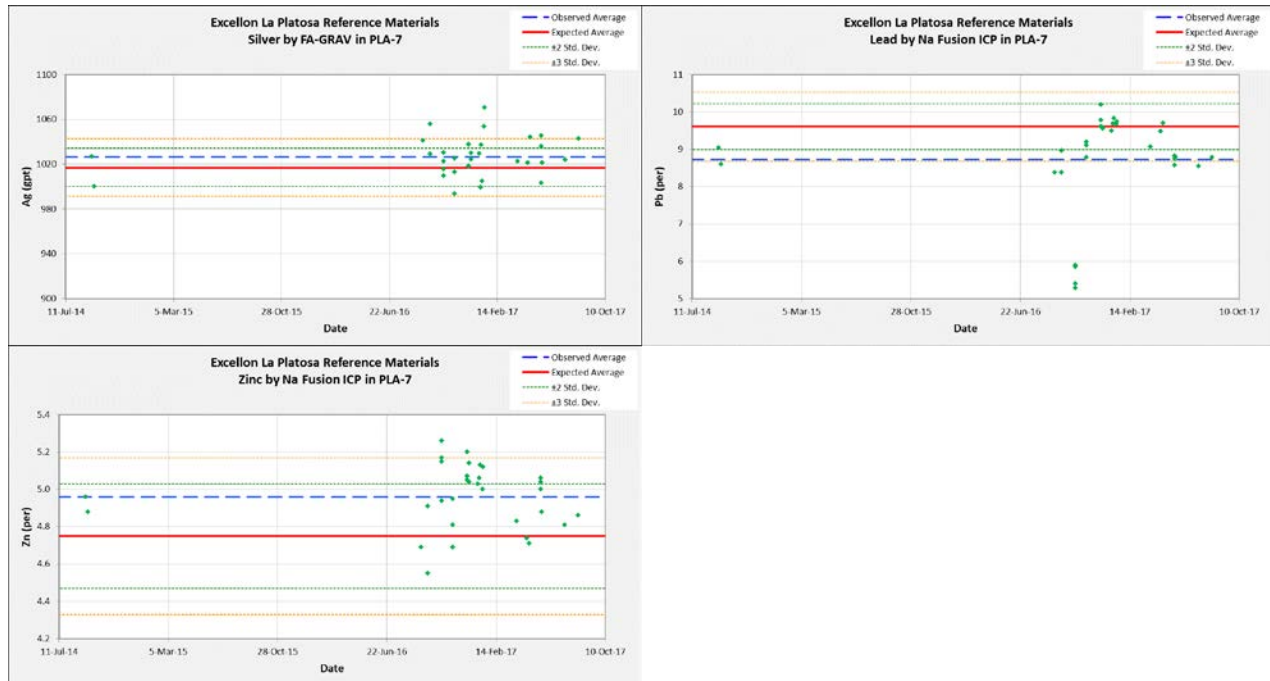 Excellon La Platosa Reference Materials
Silver by FA-GRAV in PLA-7
Observed Average
Expected Average
±2 Std. Dev.
±3 Std. Dev.
Ag (gpt)
1100
1060
1020
980
940
900
11-Jul-14
5-Mar-15
28-Oct-15
22-Jun-16
14-Feb-17
10-Oct-17
Date
Excellon La Platosa Reference Materials
Lead by Na Fusion ICP in PLA-7
Observed Average
Expected Average
±2 Std. Dev.
±3 Std. Dev.
Pb (per)
11
10
9
8
7
6
5
11-Jul-14
5-Mar-15
28-Oct-15
22-Jun-16
14-Feb-17
10-Oct-17
Date
Excellon La Platosa Reference Materials
Zinc by Na Fusion ICP in PLA-7
Observed Average
Expected Average
±2 Std. Dev.
±3 Std. Dev.
Zn (per)
5.4
5.2
5.0
4.8
4.6
4.4
4.2
11-Jul-14
5-Mar-15
28-Oct-15
22-Jun-16
14-Feb-17
10-Oct-17
Date